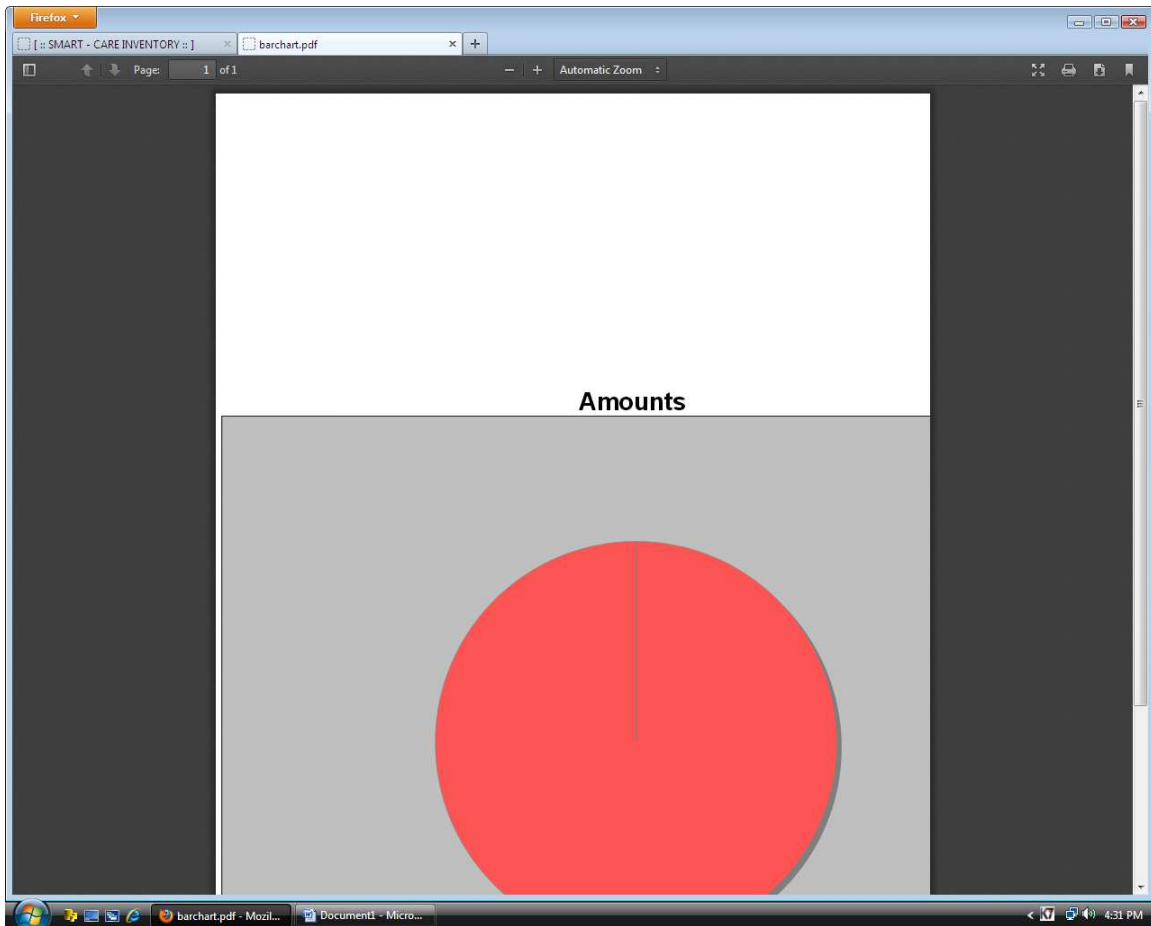 Firefox
[ :: SMART - CARE INVENTORY :: ]
barchart.pdf
Page: 1 of 1
Automatic Zoom
Amounts
barchart.pdf - Mozil...
Document1 - Micro...
4:31 PM